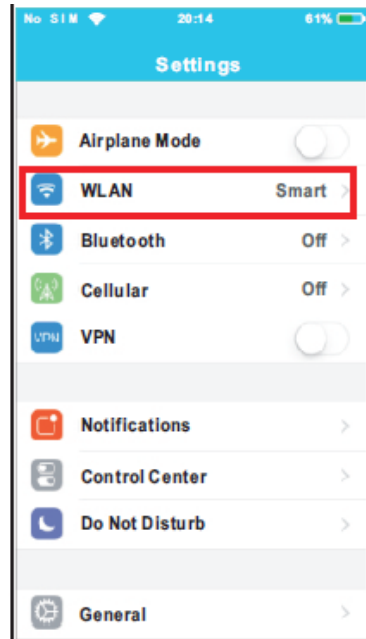 No SIM 20:14 61%
Settings
Airplane Mode
WLAN Smart
Bluetooth Off
Cellular Off
VPN VPN
Notifications
Control Center
Do Not Disturb
General